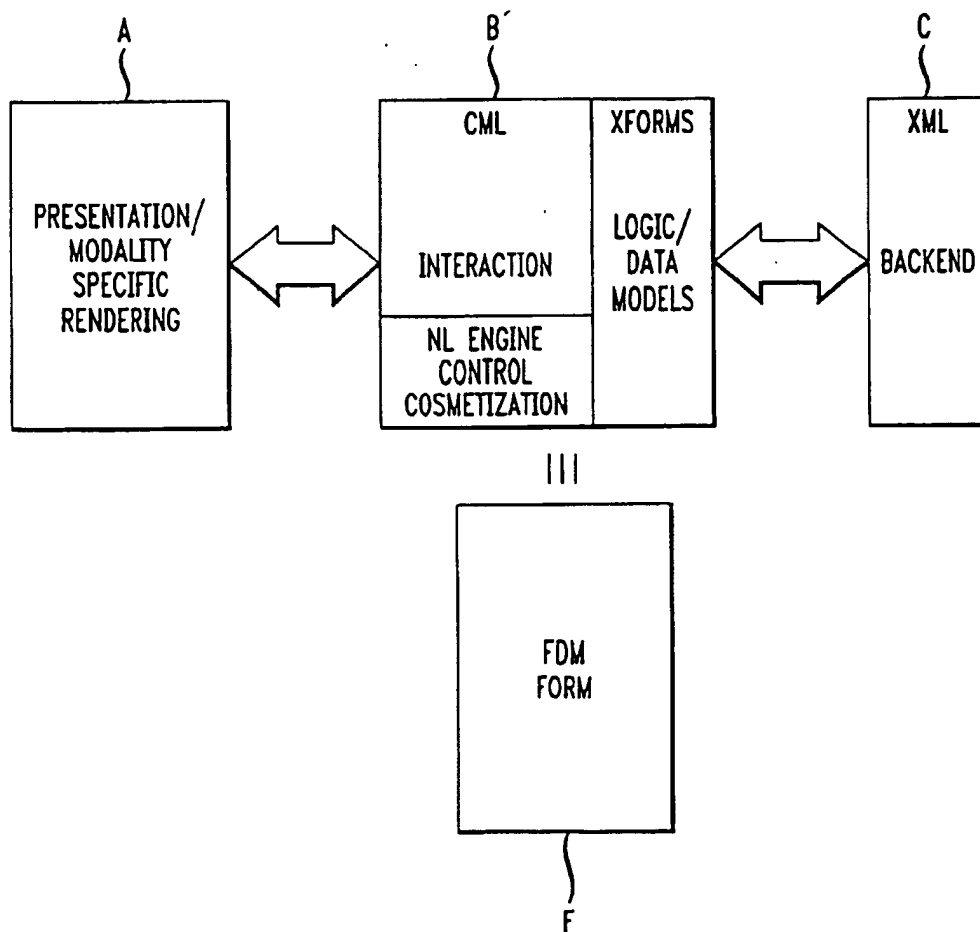 A
B´
C
PRESENTATION/
MODALITY
SPECIFIC
RENDERING
CML
INTERACTION
NL ENGINE
CONTROL
COSMETIZATION
XFORMS
LOGIC/
DATA
MODELS
XML
BACKEND
FDM
FORM
F